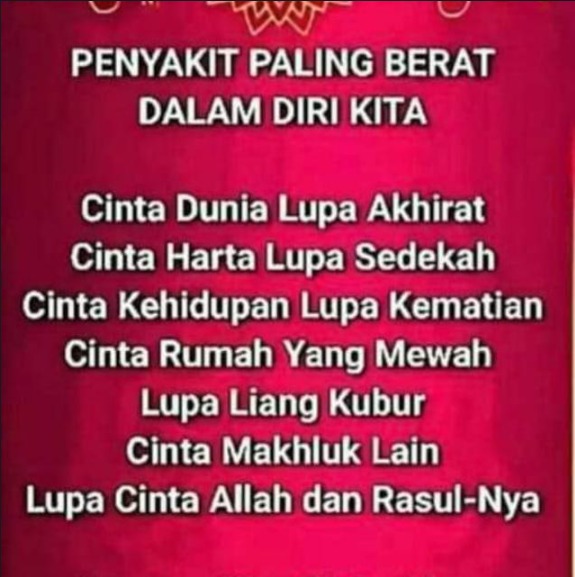 PENYAKIT PALING BERAT
DALAM DIRI KITA
Cinta Dunia Lupa Akhirat
Cinta Harta Lupa Sedekah
Cinta Kehidupan Lupa Kematian
Cinta Rumah Yang Mewah
Lupa Liang Kubur
Cinta Makhluk Lain
Lupa Cinta Allah dan Rasul-Nya